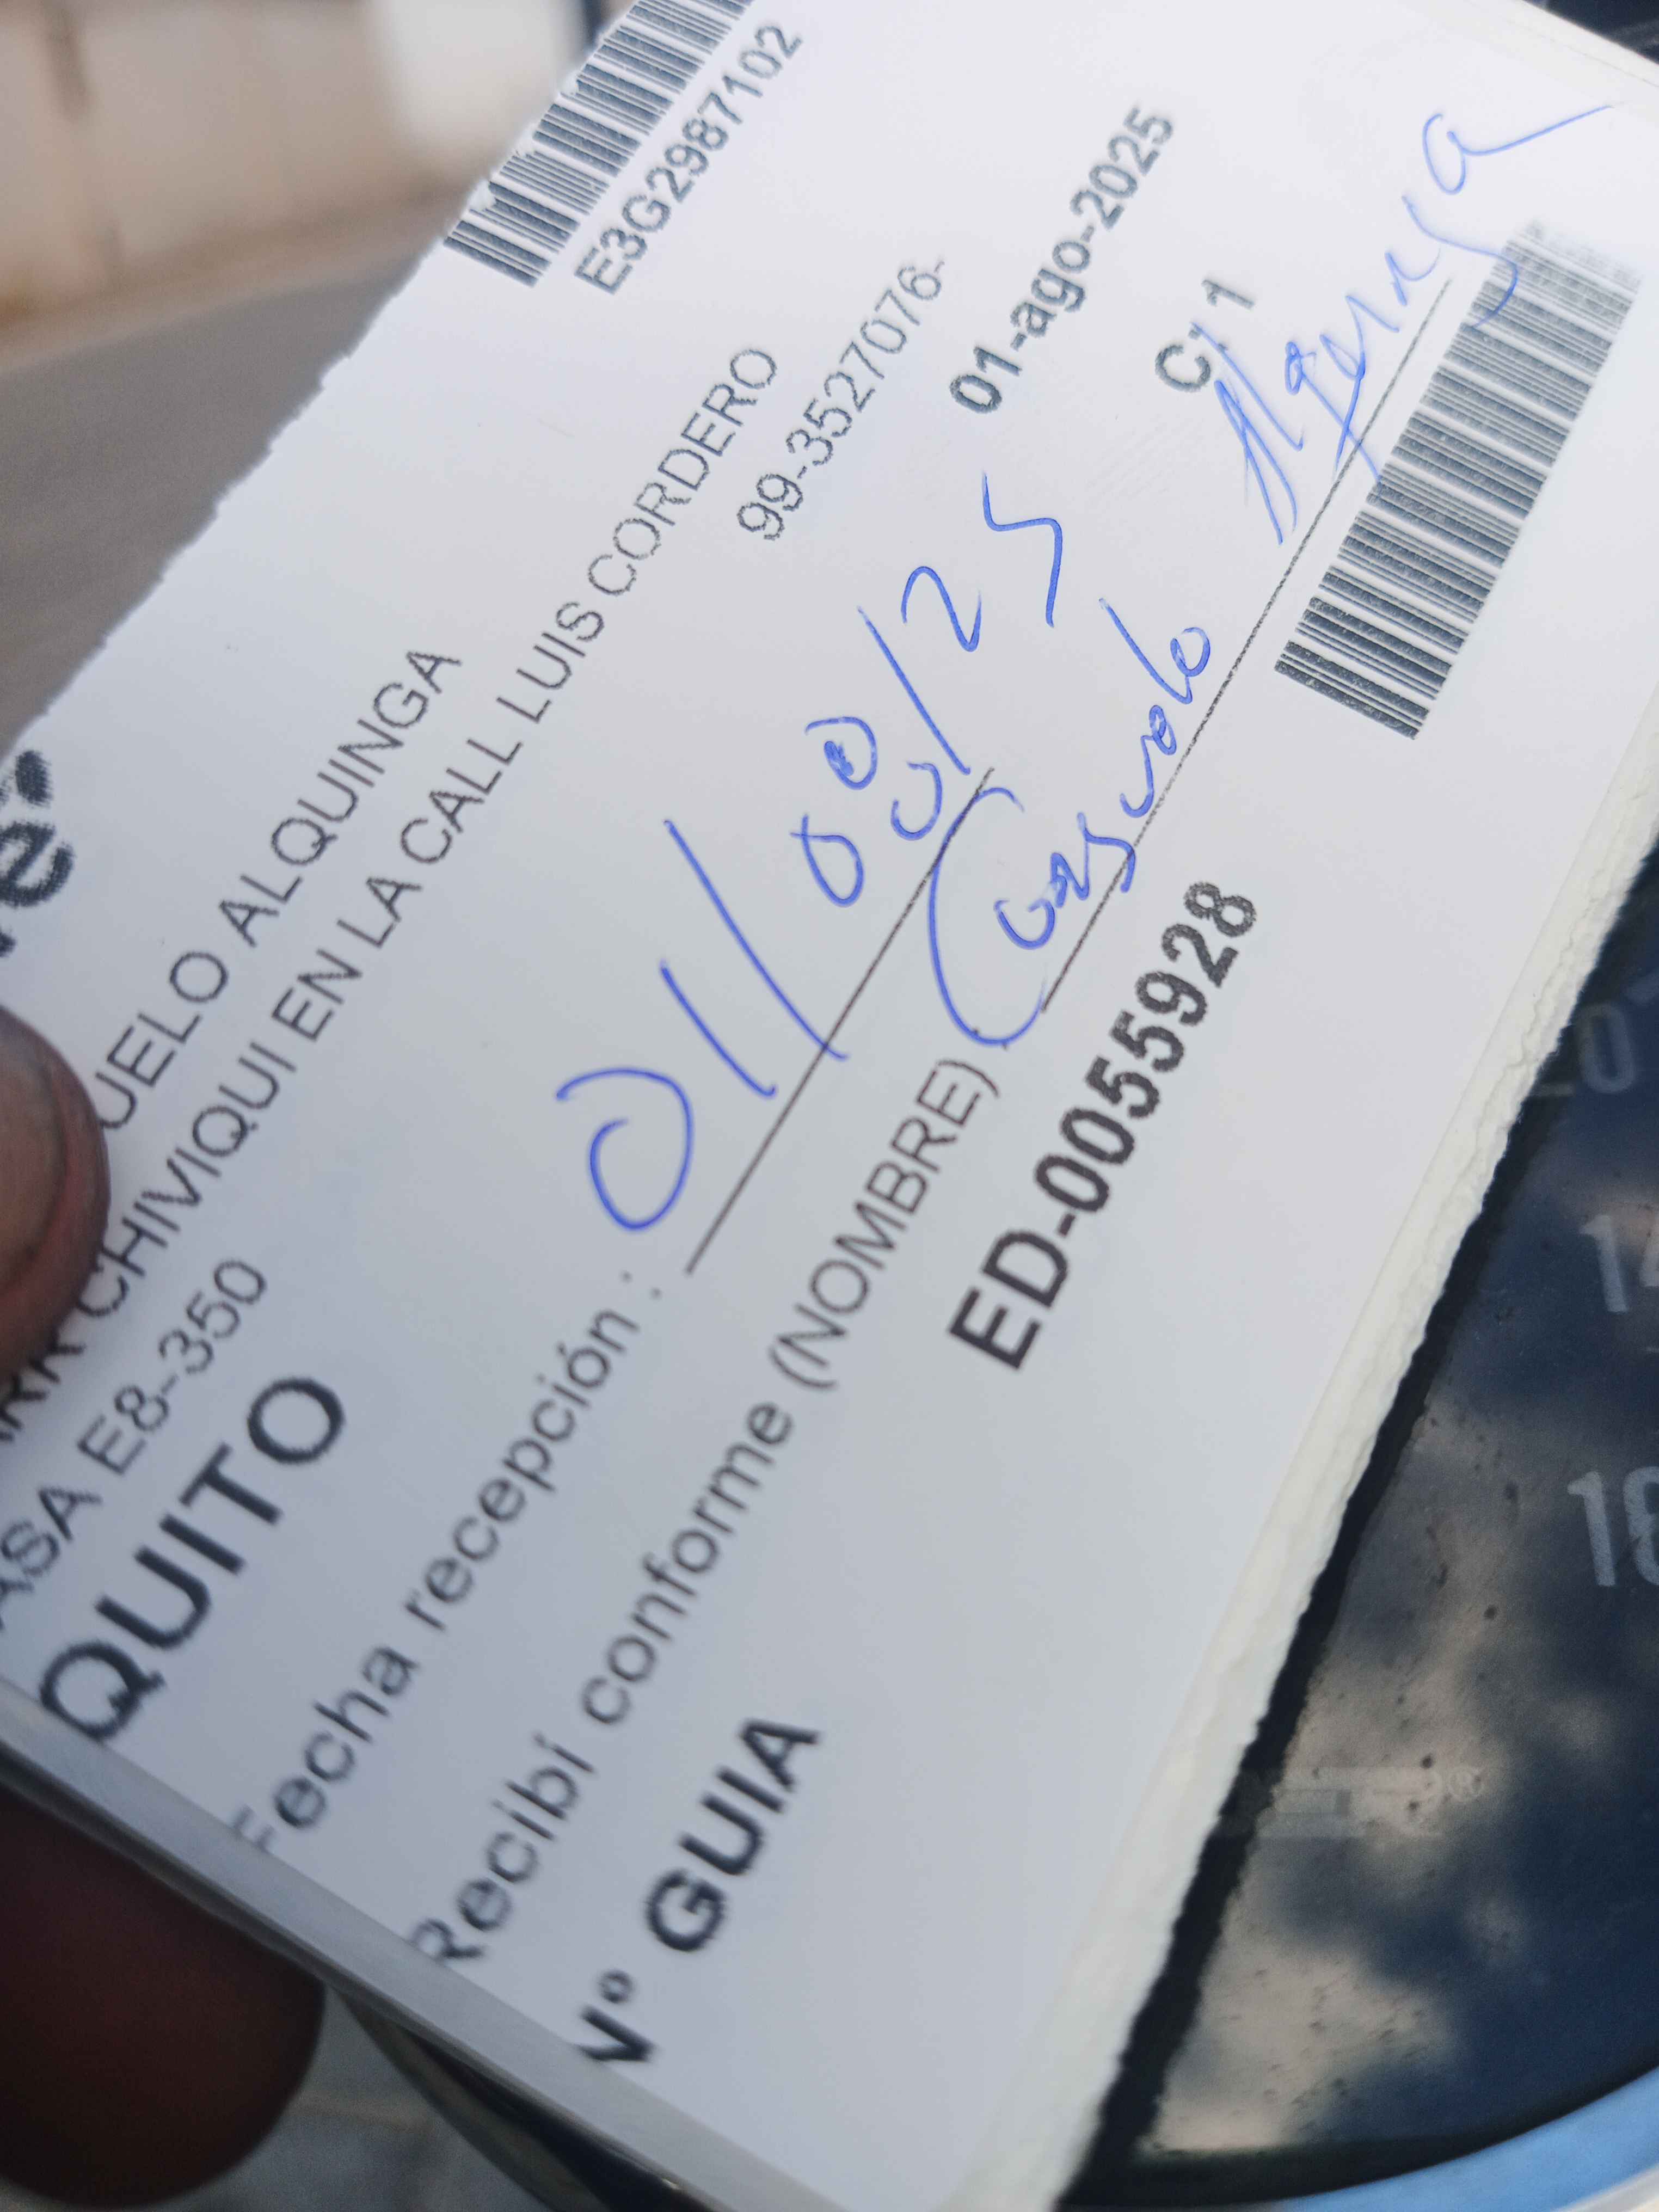 E3G2987102
UELO ALQUINGA
CHIVIQUI EN LA CALL LUIS CORDERO
ASA E8-350
99-3527076-
QUITO
01-ago-2025
Fecha recepción : 01/08/25
C: 1
Recibí conforme (NOMBRE)
Nº GUIA ED-0055928